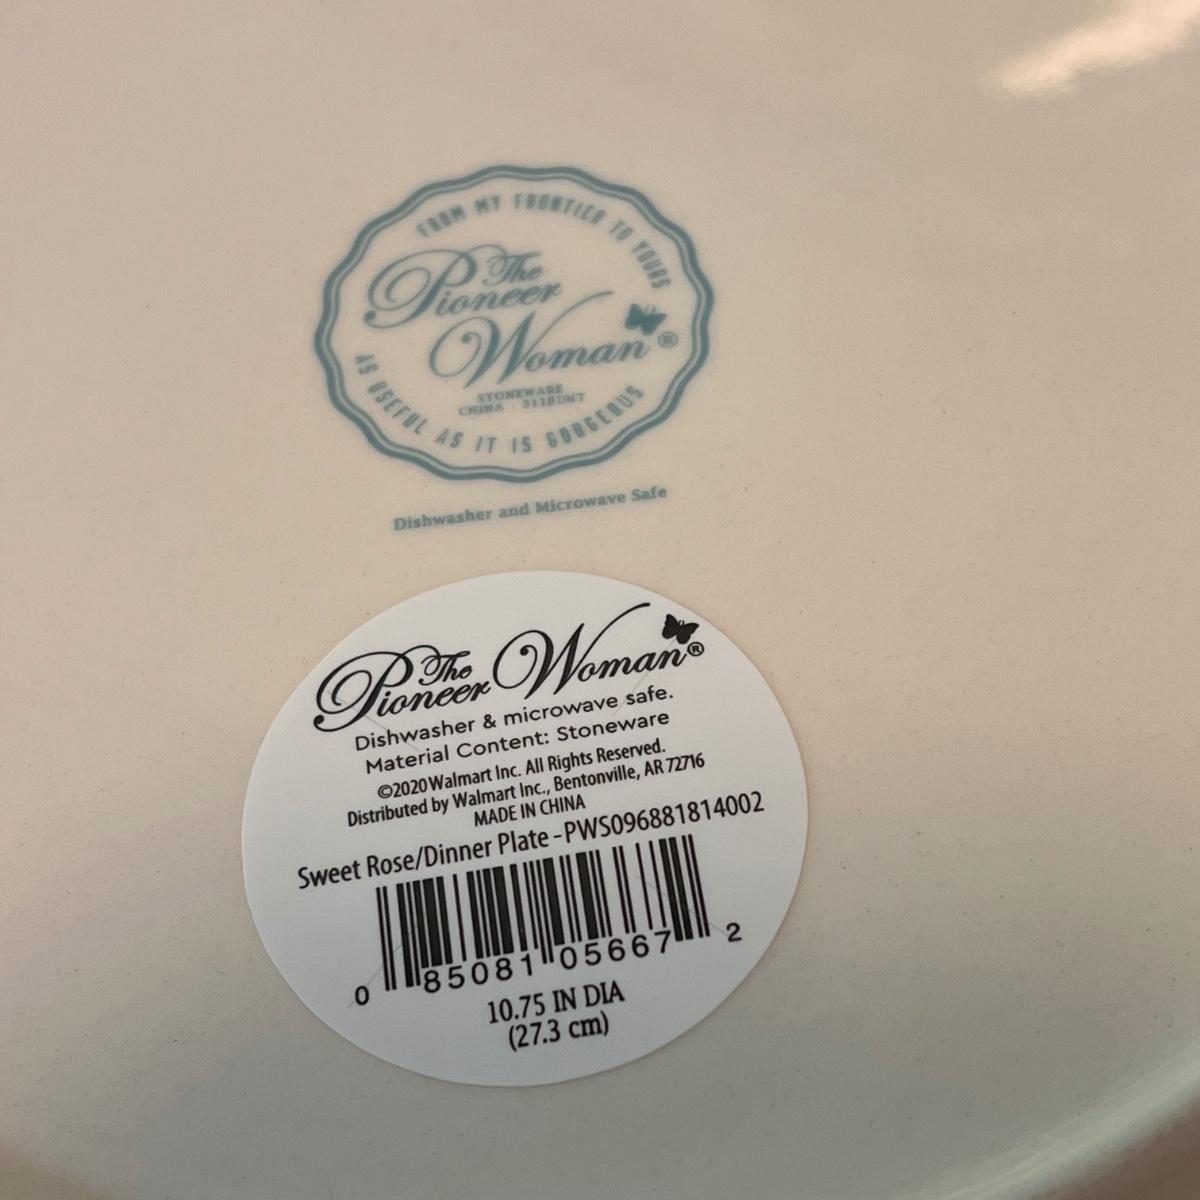 FROM MY FRONTIER TO YOURS
The
Pioneer
Woman®
STONEWARE
CHINA - 3118DNT
AS USEFUL AS IT IS GORGEOUS
Dishwasher and Microwave Safe
The Pioneer Woman®
Dishwasher & microwave safe.
Material Content: Stoneware
©2020 Walmart Inc. All Rights Reserved.
Distributed by Walmart Inc., Bentonville, AR 72716
MADE IN CHINA
Sweet Rose/Dinner Plate - PWS096881814002
0 85081 05667 2
10.75 IN DIA
(27.3 cm)